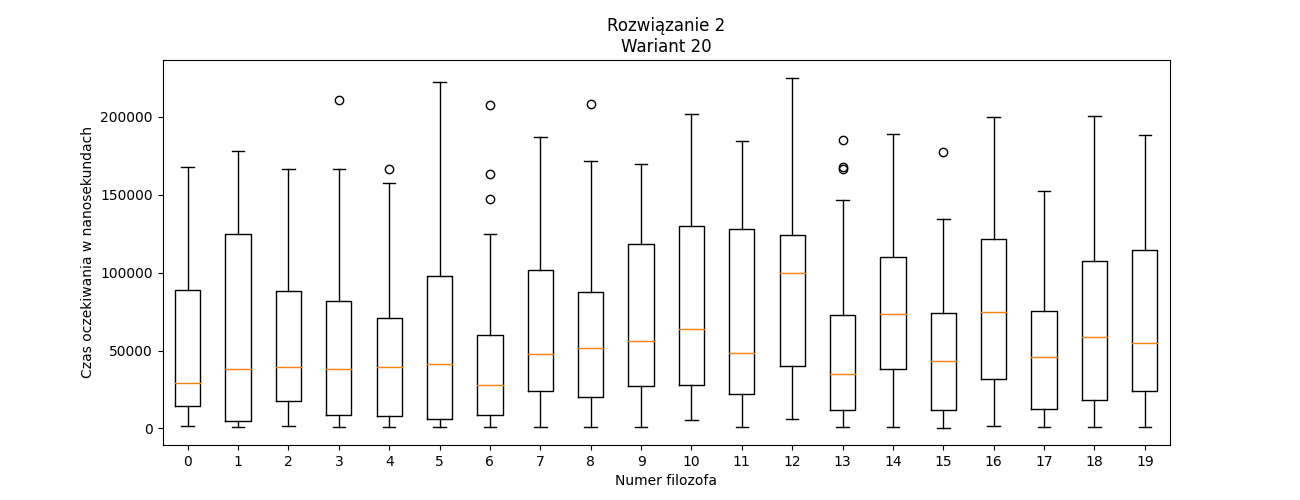 Rozwiązanie 2
Wariant 20
Czas oczekiwania w nanosekundach
200000
150000
100000
50000
0
0 1 2 3 4 5 6 7 8 9 10 11 12 13 14 15 16 17 18 19
Numer filozofa